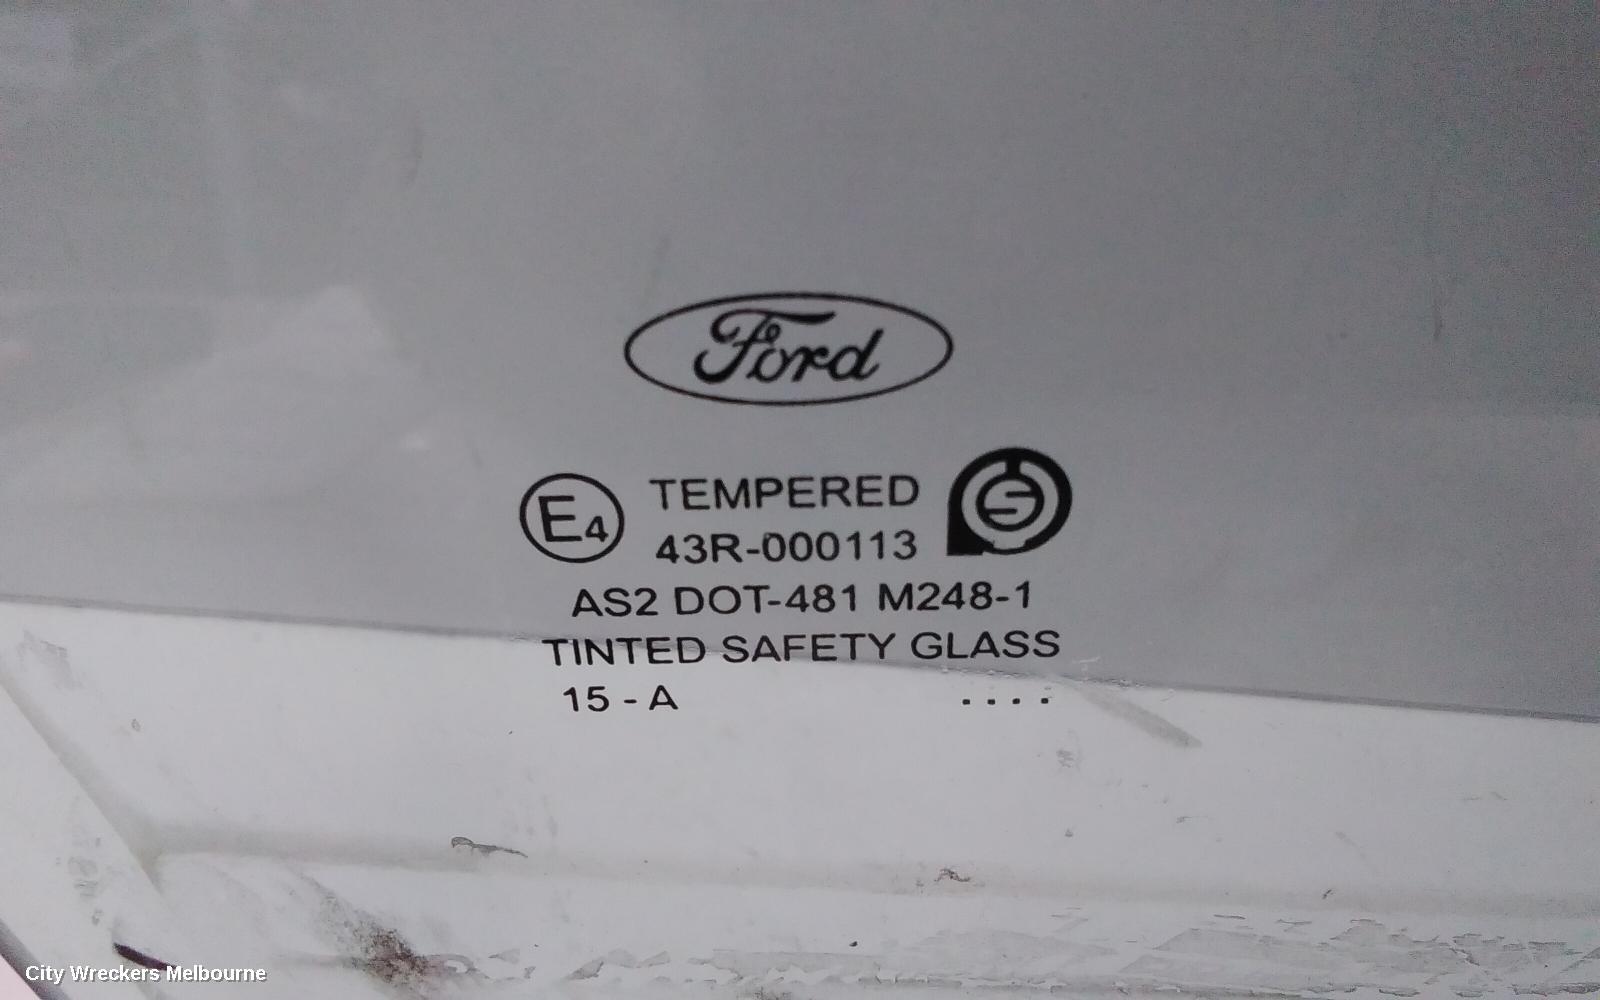 Ford
E4 TEMPERED S
43R-000113
AS2 DOT-481 M248-1
TINTED SAFETY GLASS
15 - A ....
City Wreckers Melbourne